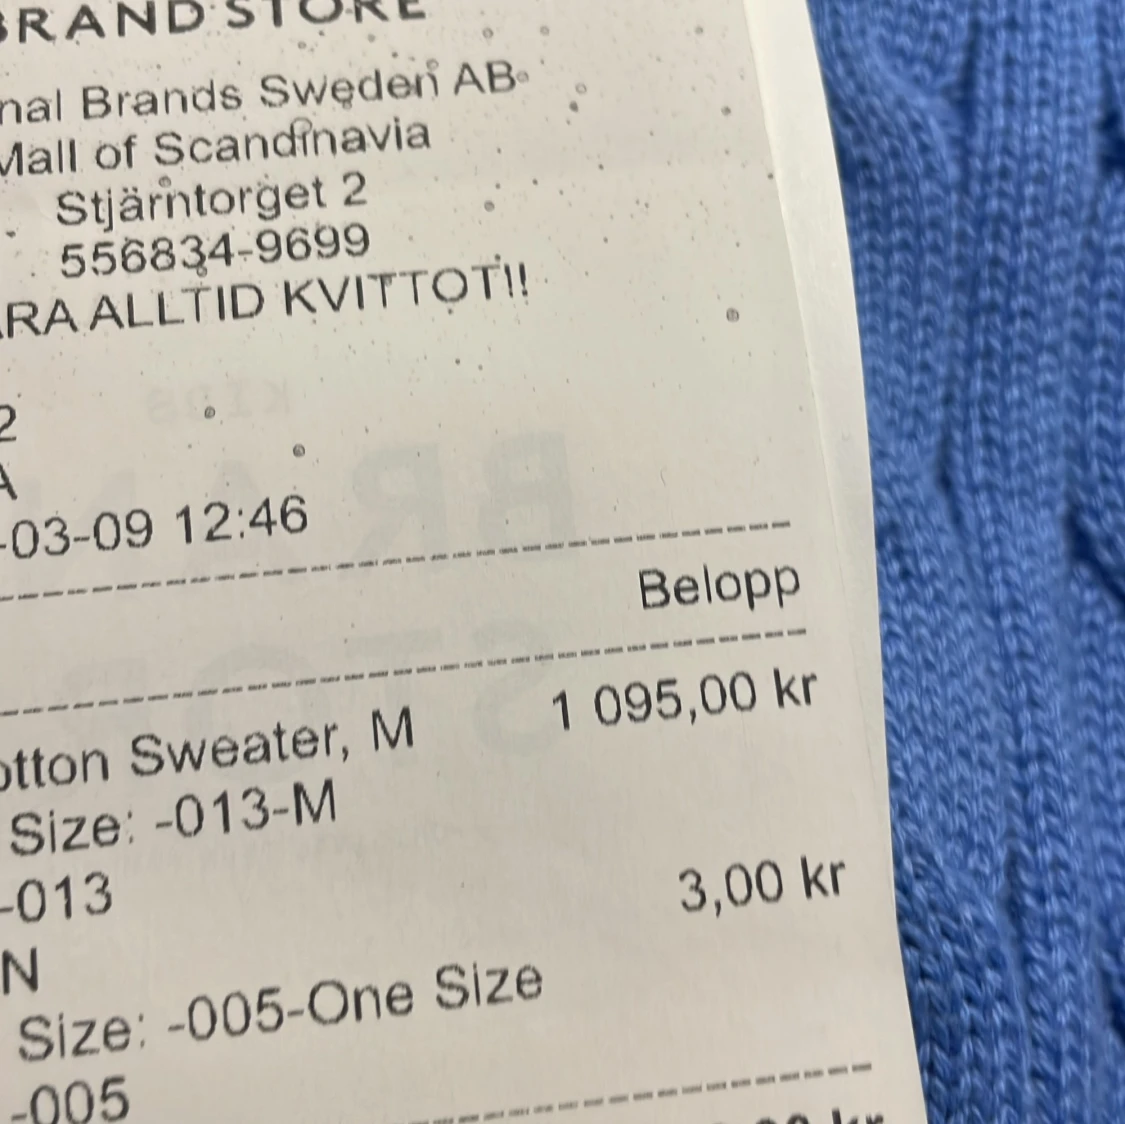 BRAND STORE
nal Brands Sweden AB
Mall of Scandinavia
Stjärntorget 2
556834-9699
RA ALLTID KVITTOT!!
2
A
-03-09 12:46
Belopp
otton Sweater, M 1 095,00 kr
Size: -013-M
-013 3,00 kr
N
Size: -005-One Size
-005
kr